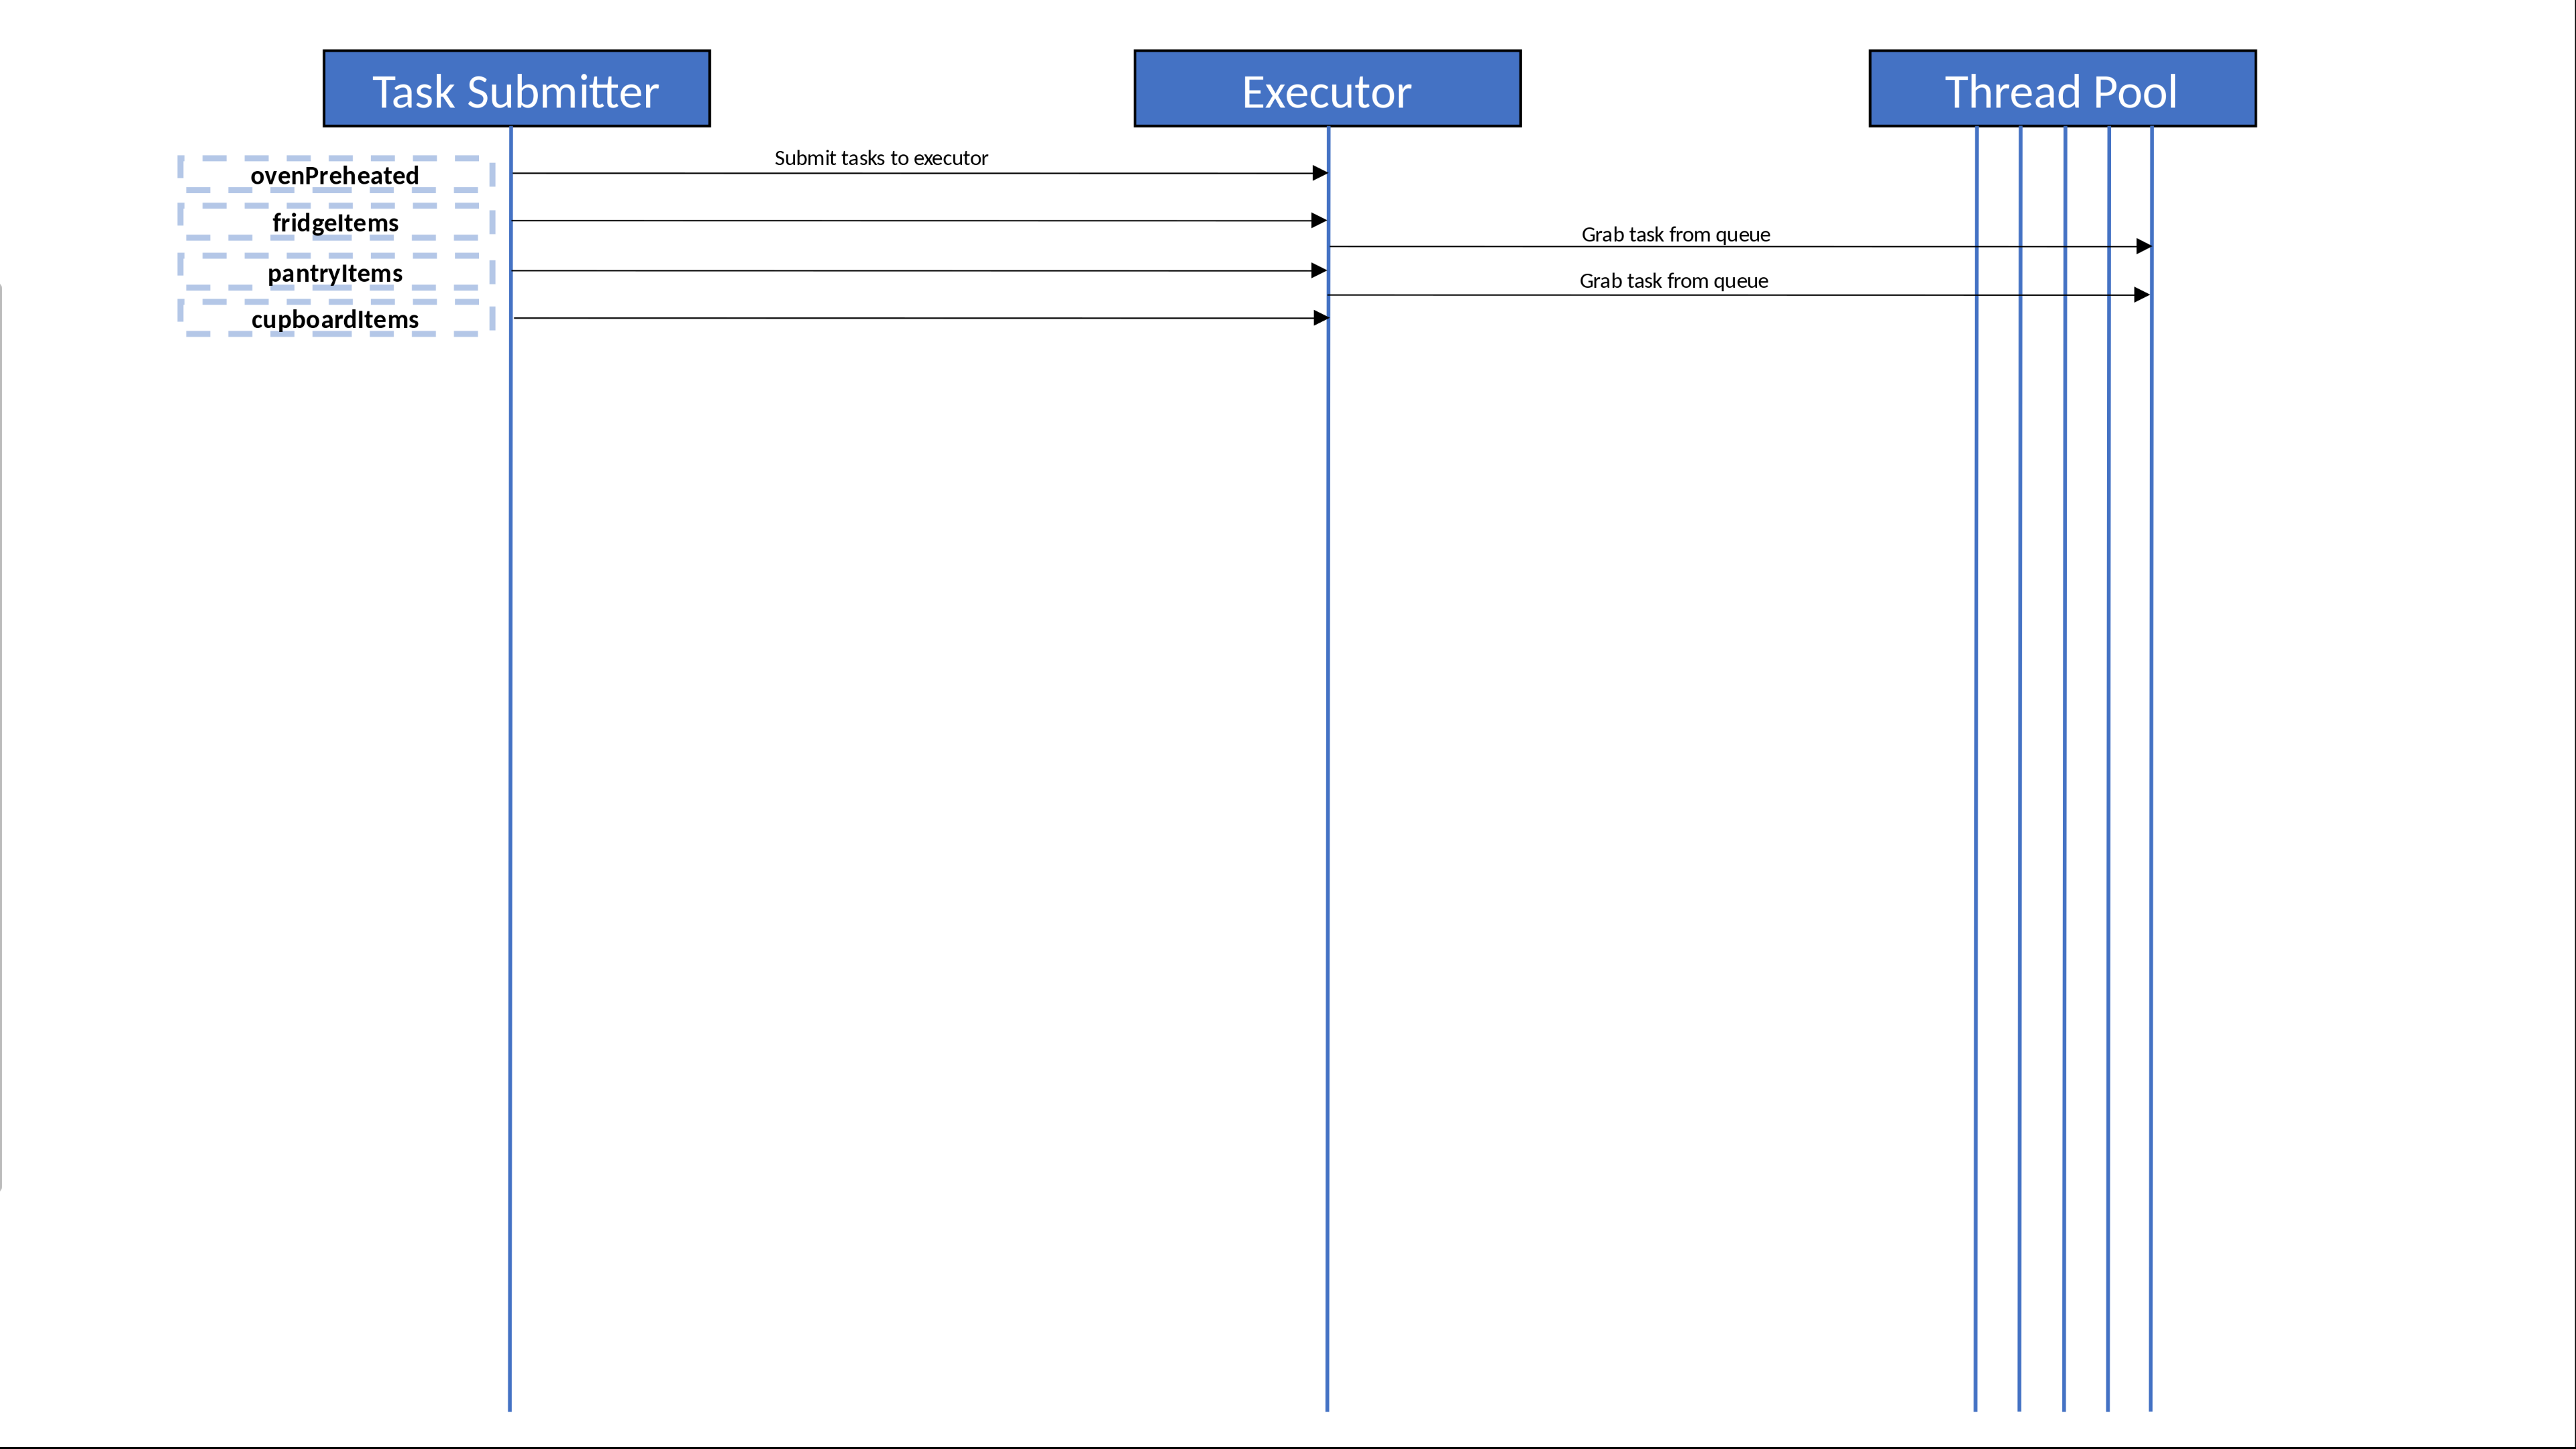 Task Submitter
Executor
Thread Pool
Submit tasks to executor
ovenPreheated
fridgeItems
Grab task from queue
pantryItems
Grab task from queue
cupboardItems